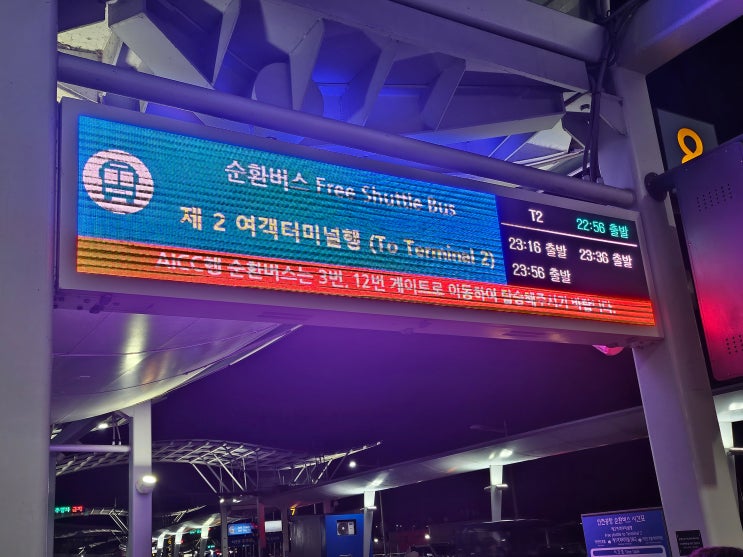 순환버스 Free Shuttle Bus
제 2 여객터미널행 (To Terminal 2)
T2 22:56 출발
23:16 출발 23:36 출발
23:56 출발
AICC행 순환버스는 3번, 12번 게이트로 이동하여 탑승해주시기 바랍니다.